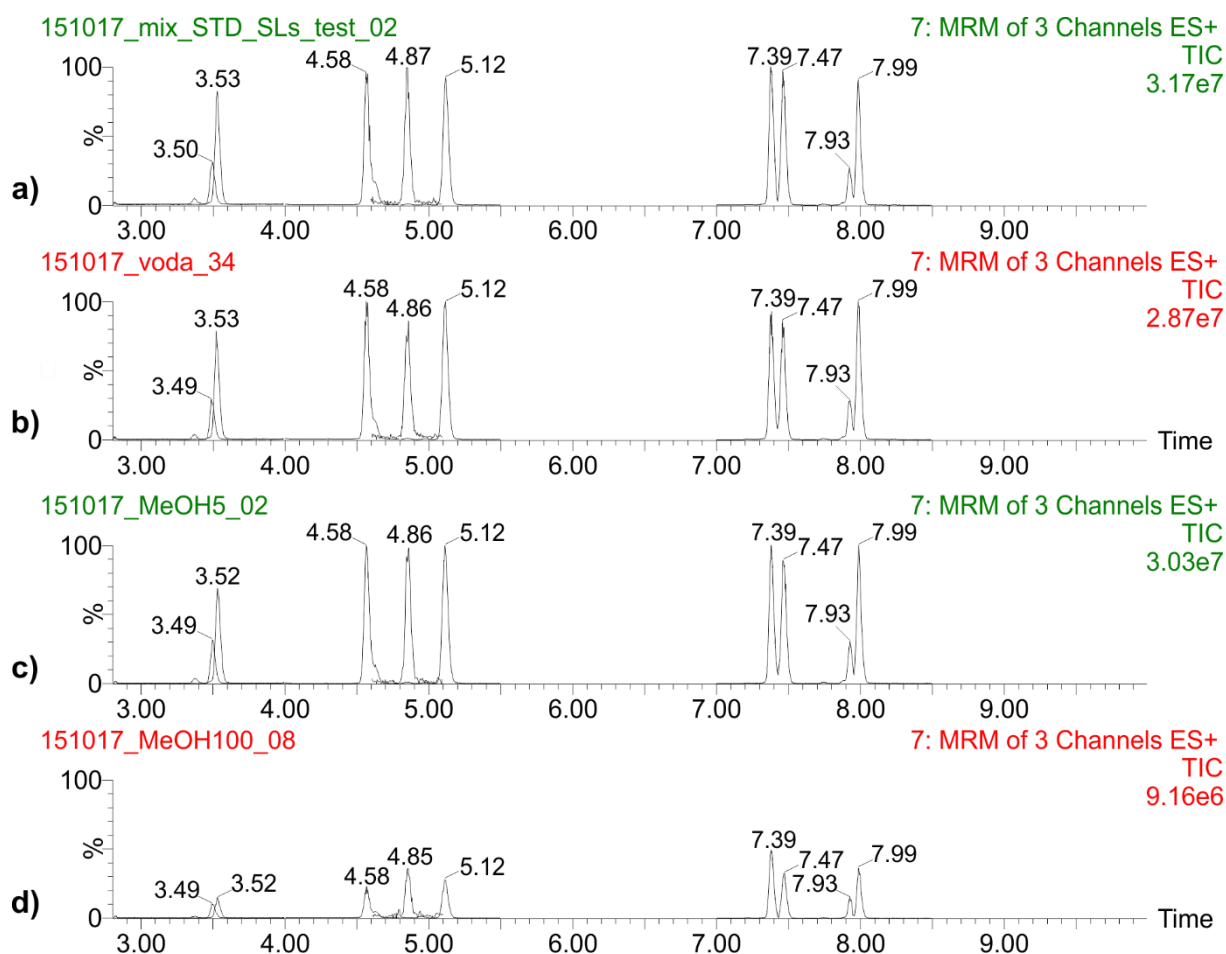 151017_mix_STD_SLs_test_02
7: MRM of 3 Channels ES+
TIC
3.17e7
100
%
0
3.50
3.53
4.58
4.87
5.12
7.39
7.47
7.93
7.99
a)
3.00 4.00 5.00 6.00 7.00 8.00 9.00
151017_voda_34
7: MRM of 3 Channels ES+
TIC
2.87e7
100
%
0
3.49
3.53
4.58
4.86
5.12
7.39
7.47
7.93
7.99
b)
Time
3.00 4.00 5.00 6.00 7.00 8.00 9.00
151017_MeOH5_02
7: MRM of 3 Channels ES+
TIC
3.03e7
100
%
0
3.49
3.52
4.58
4.86
5.12
7.39
7.47
7.93
7.99
c)
3.00 4.00 5.00 6.00 7.00 8.00 9.00
151017_MeOH100_08
7: MRM of 3 Channels ES+
TIC
9.16e6
100
%
0
3.49
3.52
4.58
4.85
5.12
7.39
7.47
7.93
7.99
d)
Time
3.00 4.00 5.00 6.00 7.00 8.00 9.00